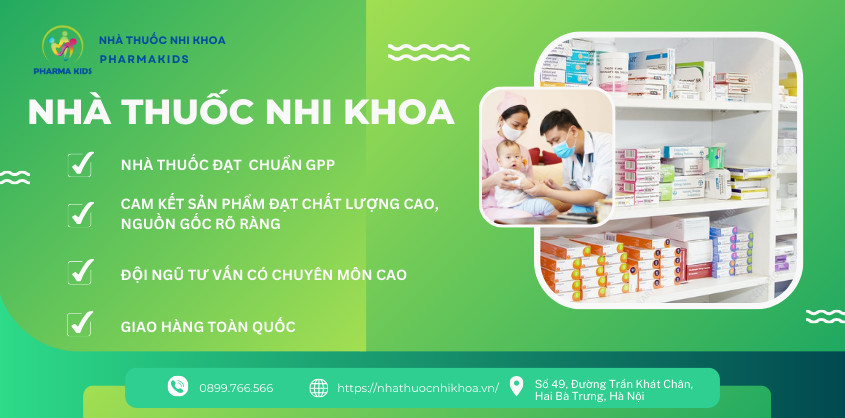 NHÀ THUỐC NHI KHOA
PHARMAKIDS
PHARMA KIDS
NHÀ THUỐC NHI KHOA
NHÀ THUỐC ĐẠT CHUẨN GPP
CAM KẾT SẢN PHẨM ĐẠT CHẤT LƯỢNG CAO,
NGUỒN GỐC RÕ RÀNG
ĐỘI NGŨ TƯ VẤN CÓ CHUYÊN MÔN CAO
GIAO HÀNG TOÀN QUỐC
0899.766.566
https://nhathuocnhikhoa.vn/
Số 49, Đường Trần Khát Chân,
Hai Bà Trưng, Hà Nội